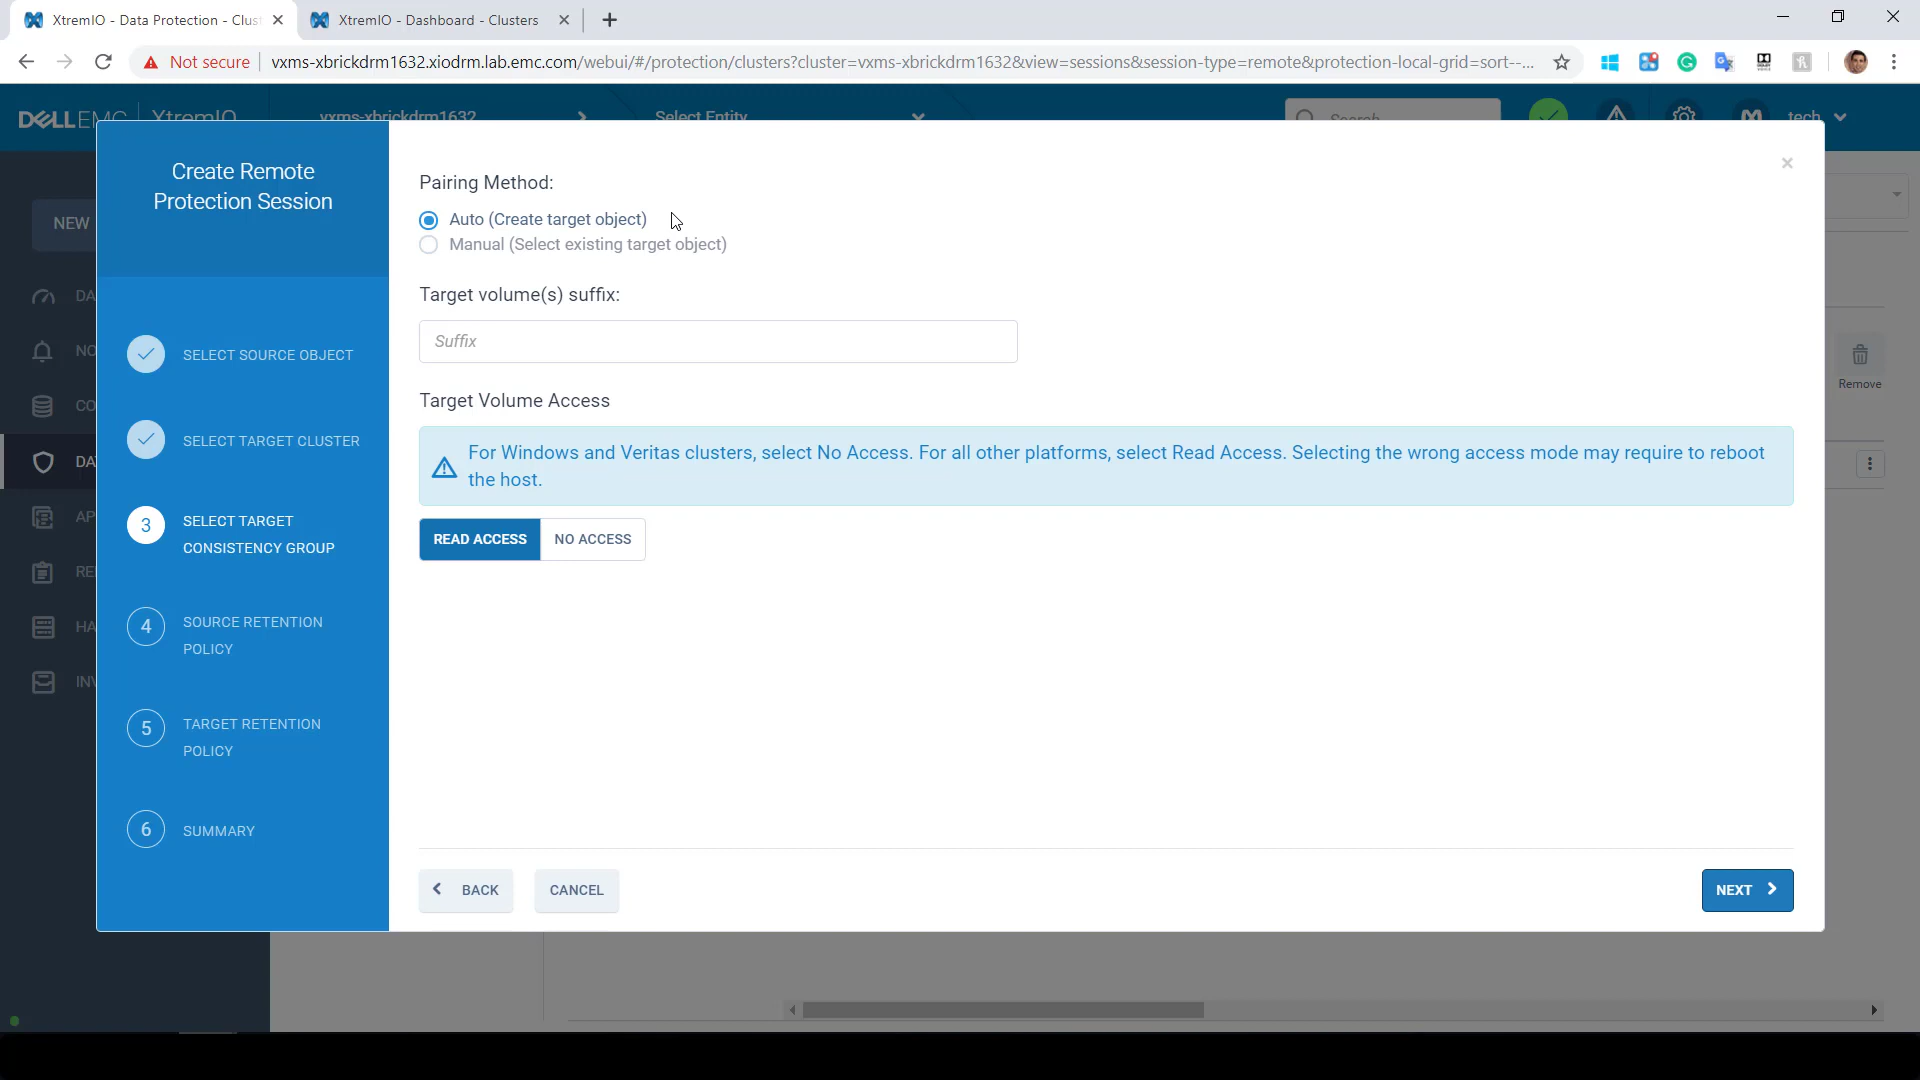 XtremIO - Data Protection - Clust
XtremIO - Dashboard - Clusters
Not secure
vxms-xbrickdrm1632.xiodrm.lab.emc.com/webui/#/protection/clusters?cluster=vxms-xbrickdrm1632&view=sessions&session-type=remote&protection-local-grid=sort--...
DELLEMC XtremIO
vxms-xbrickdrm1632
Select Entity
Search
tech
Create Remote
Protection Session
NEW
DA
NO
CO
DA
AP
RE
HA
INV
SELECT SOURCE OBJECT
SELECT TARGET CLUSTER
3
SELECT TARGET
CONSISTENCY GROUP
4
SOURCE RETENTION
POLICY
5
TARGET RETENTION
POLICY
6
SUMMARY
Pairing Method:
Auto (Create target object)
Manual (Select existing target object)
Target volume(s) suffix:
Suffix
Target Volume Access
For Windows and Veritas clusters, select No Access. For all other platforms, select Read Access. Selecting the wrong access mode may require to reboot
the host.
READ ACCESS
NO ACCESS
BACK
CANCEL
NEXT
Remove